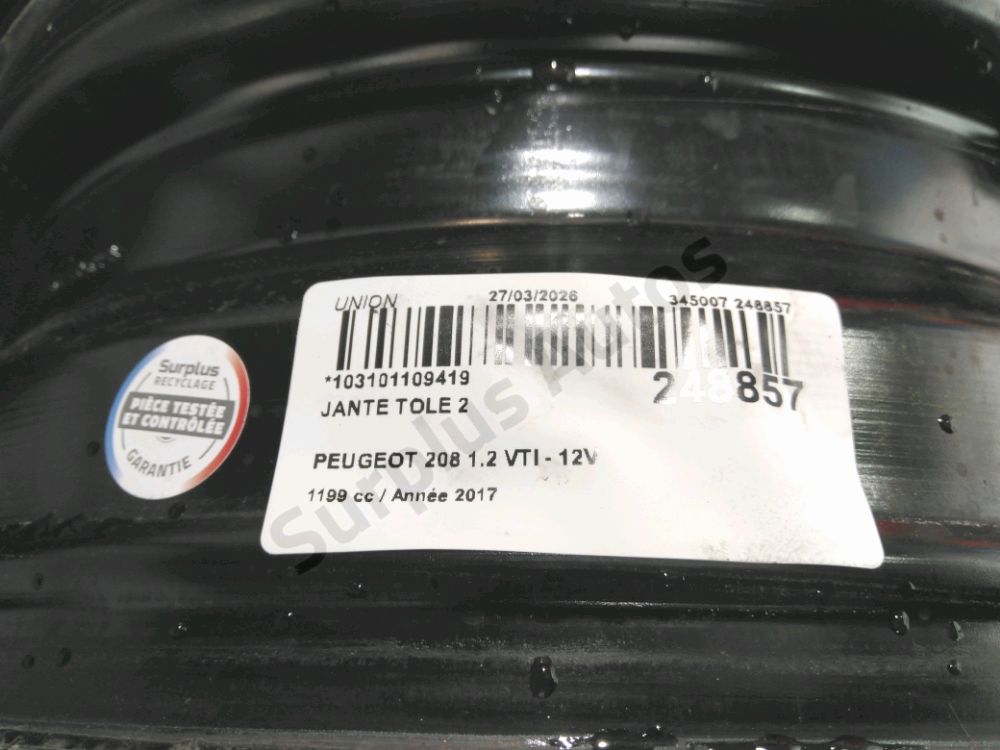 UNION 27/03/2026 345007 248857
*103101109419
248857
JANTE TOLE 2
PEUGEOT 208 1.2 VTI - 12V
1199 cc / Année 2017
Surplus
RECYCLAGE
PIÈCE TESTÉE
ET CONTRÔLÉE
GARANTIE
Surplus Autos